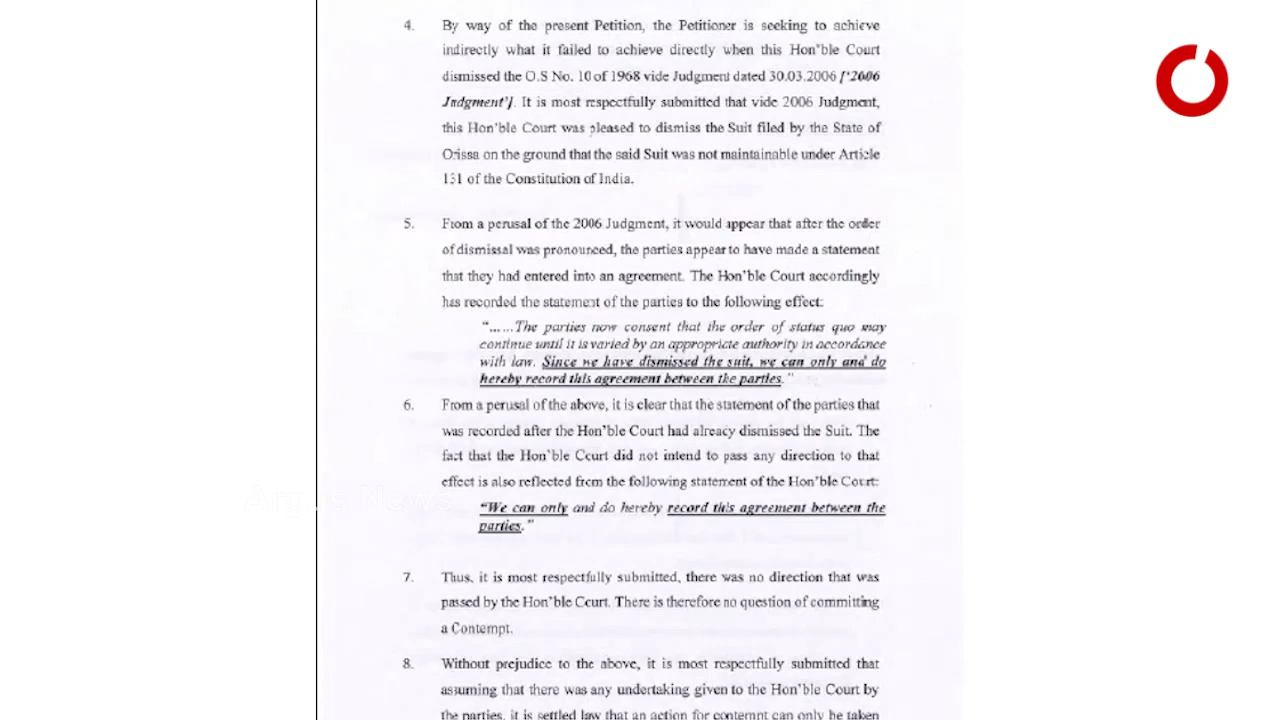 4. By way of the present Petition, the Petitioner is seeking to achieve
indirectly what it failed to achieve directly when this Hon'ble Court
dismissed the O.S No. 10 of 1968 vide Judgment dated 30.03.2006 ['2006
Judgment']. It is most respectfully submitted that vide 2006 Judgment,
this Hon'ble Court was pleased to dismiss the Suit filed by the State of
Orissa on the ground that the said Suit was not maintainable under Article
131 of the Constitution of India.
5. From a perusal of the 2006 Judgment, it would appear that after the order
of dismissal was pronounced, the parties appear to have made a statement
that they had entered into an agreement. The Hon'ble Court accordingly
has recorded the statement of the parties to the following effect:
"......The parties now consent that the order of status quo may
continue until it is varied by an appropriate authority in accordance
with law. Since we have dismissed the suit, we can only and do
hereby record this agreement between the parties."
6. From a perusal of the above, it is clear that the statement of the parties that
was recorded after the Hon'ble Court had already dismissed the Suit. The
fact that the Hon'ble Court did not intend to pass any direction to that
effect is also reflected from the following statement of the Hon'ble Court:
Argus News
"We can only and do hereby record this agreement between the
parties."
7. Thus, it is most respectfully submitted, there was no direction that was
passed by the Hon'ble Court. There is therefore no question of committing
a Contempt.
8. Without prejudice to the above, it is most respectfully submitted that
assuming that there was any undertaking given to the Hon'ble Court by
the parties, it is settled law that an action for contempt can only be taken